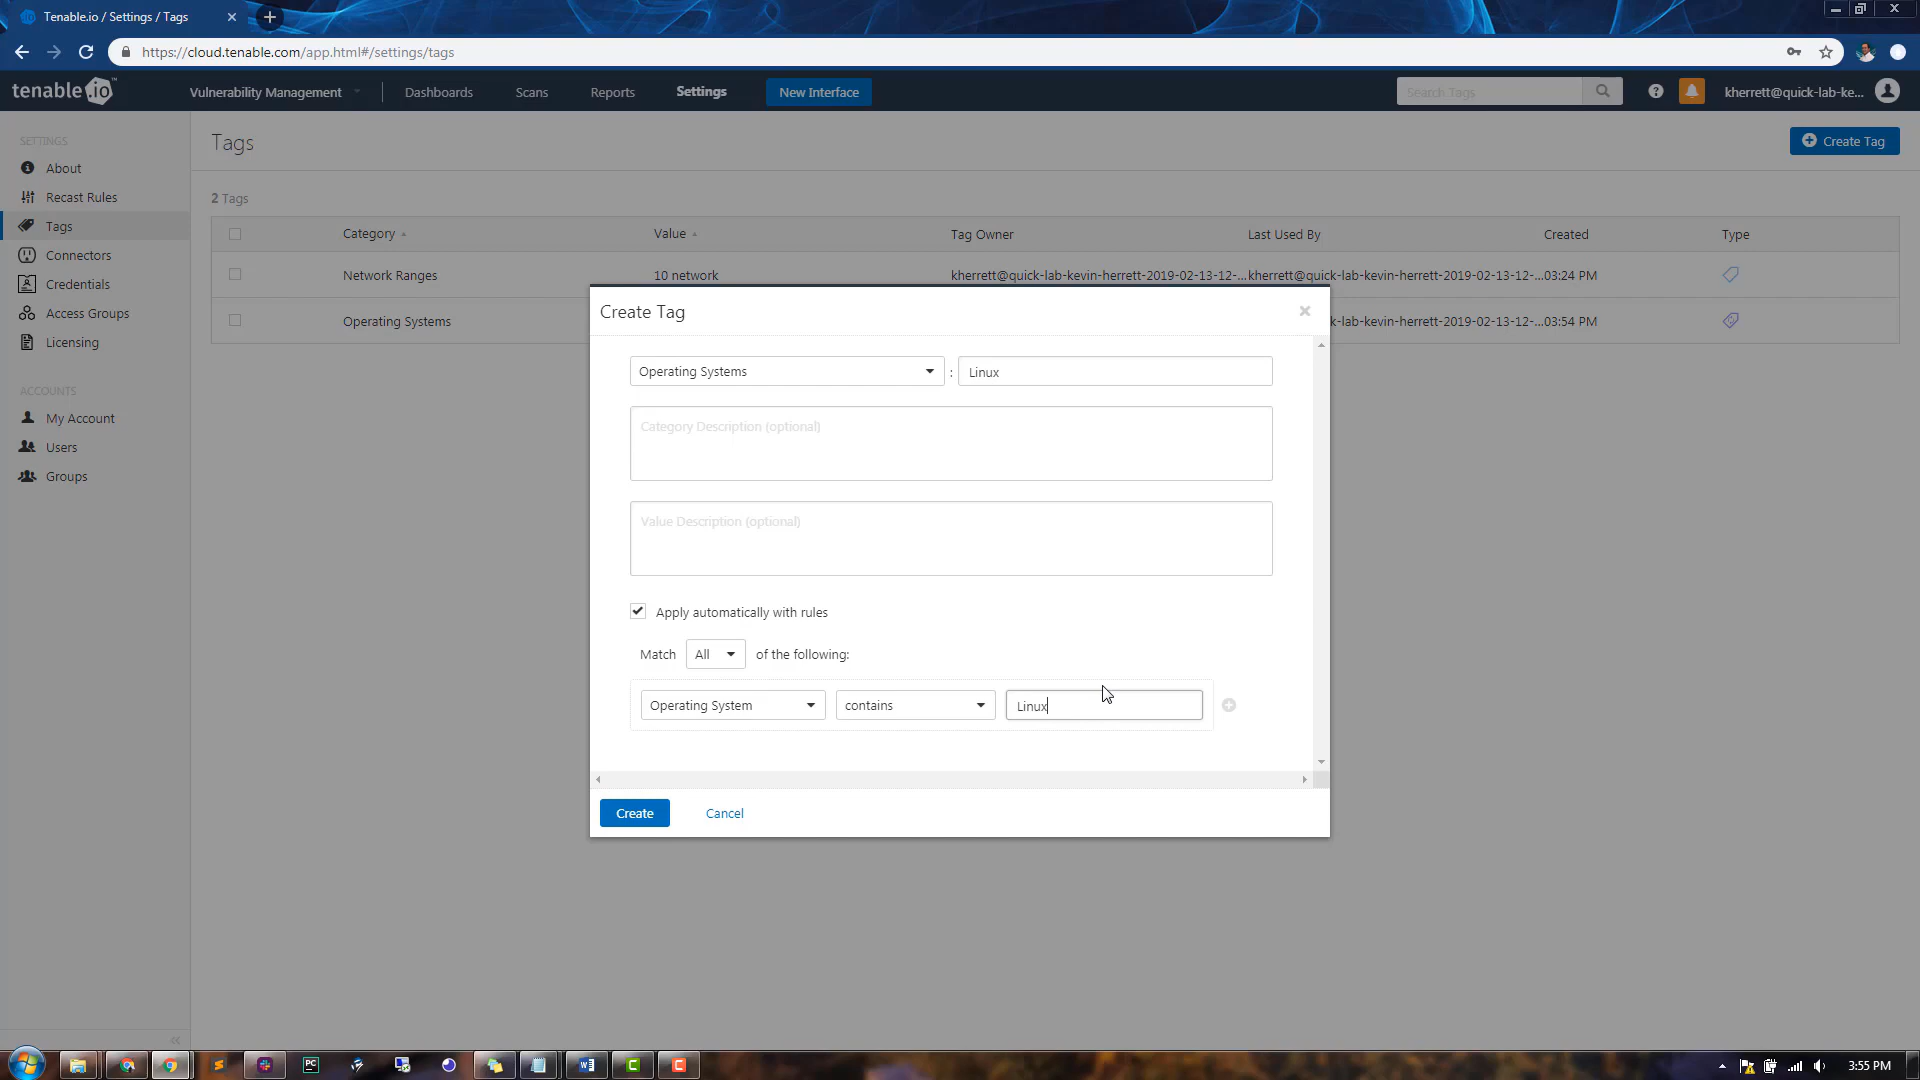 Tenable.io / Settings / Tags
https://cloud.tenable.com/app.html#/settings/tags
tenable.io™
Vulnerability Management
Dashboards
Scans
Reports
Settings
New Interface
Search Tags
kherrett@quick-lab-ke...
SETTINGS
About
Recast Rules
Tags
Connectors
Credentials
Access Groups
Licensing
ACCOUNTS
My Account
Users
Groups
Tags
Create Tag
2 Tags
Category Value Tag Owner Last Used By Created Type
Network Ranges 10 network kherrett@quick-lab-kevin-herrett-2019-02-13-12-... kherrett@quick-lab-kevin-herrett-2019-02-13-12-... 03:24 PM
Operating Systems k-lab-kevin-herrett-2019-02-13-12-... 03:54 PM
Create Tag
Operating Systems : Linux
Category Description (optional)
Value Description (optional)
Apply automatically with rules
Match All of the following:
Operating System contains Linux
Create Cancel
PC
3:55 PM